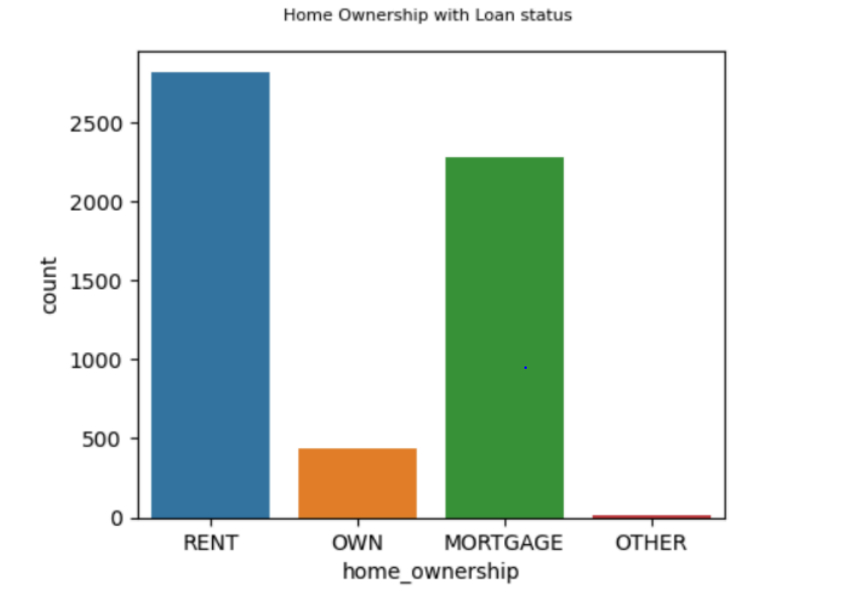 Home Ownership with Loan status
2500
2000
1500
1000
500
0
count
RENT OWN MORTGAGE OTHER
home_ownership